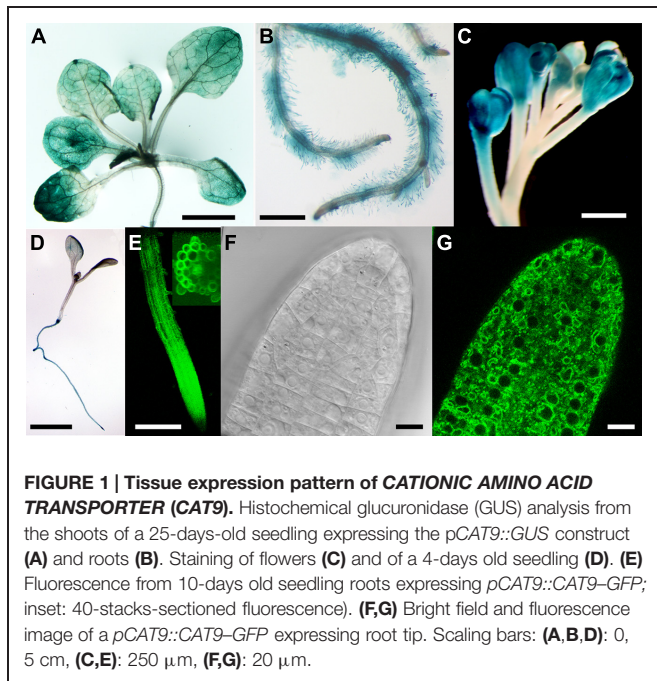 A
B
C
D
E
F
G
FIGURE 1 | Tissue expression pattern of CATIONIC AMINO ACID
TRANSPORTER (CAT9). Histochemical glucuronidase (GUS) analysis from
the shoots of a 25-days-old seedling expressing the pCAT9::GUS construct
(A) and roots (B). Staining of flowers (C) and of a 4-days old seedling (D). (E)
Fluorescence from 10-days old seedling roots expressing pCAT9::CAT9–GFP;
inset: 40-stacks-sectioned fluorescence). (F,G) Bright field and fluorescence
image of a pCAT9::CAT9–GFP expressing root tip. Scaling bars: (A,B,D): 0,
5 cm, (C,E): 250 μm, (F,G): 20 μm.